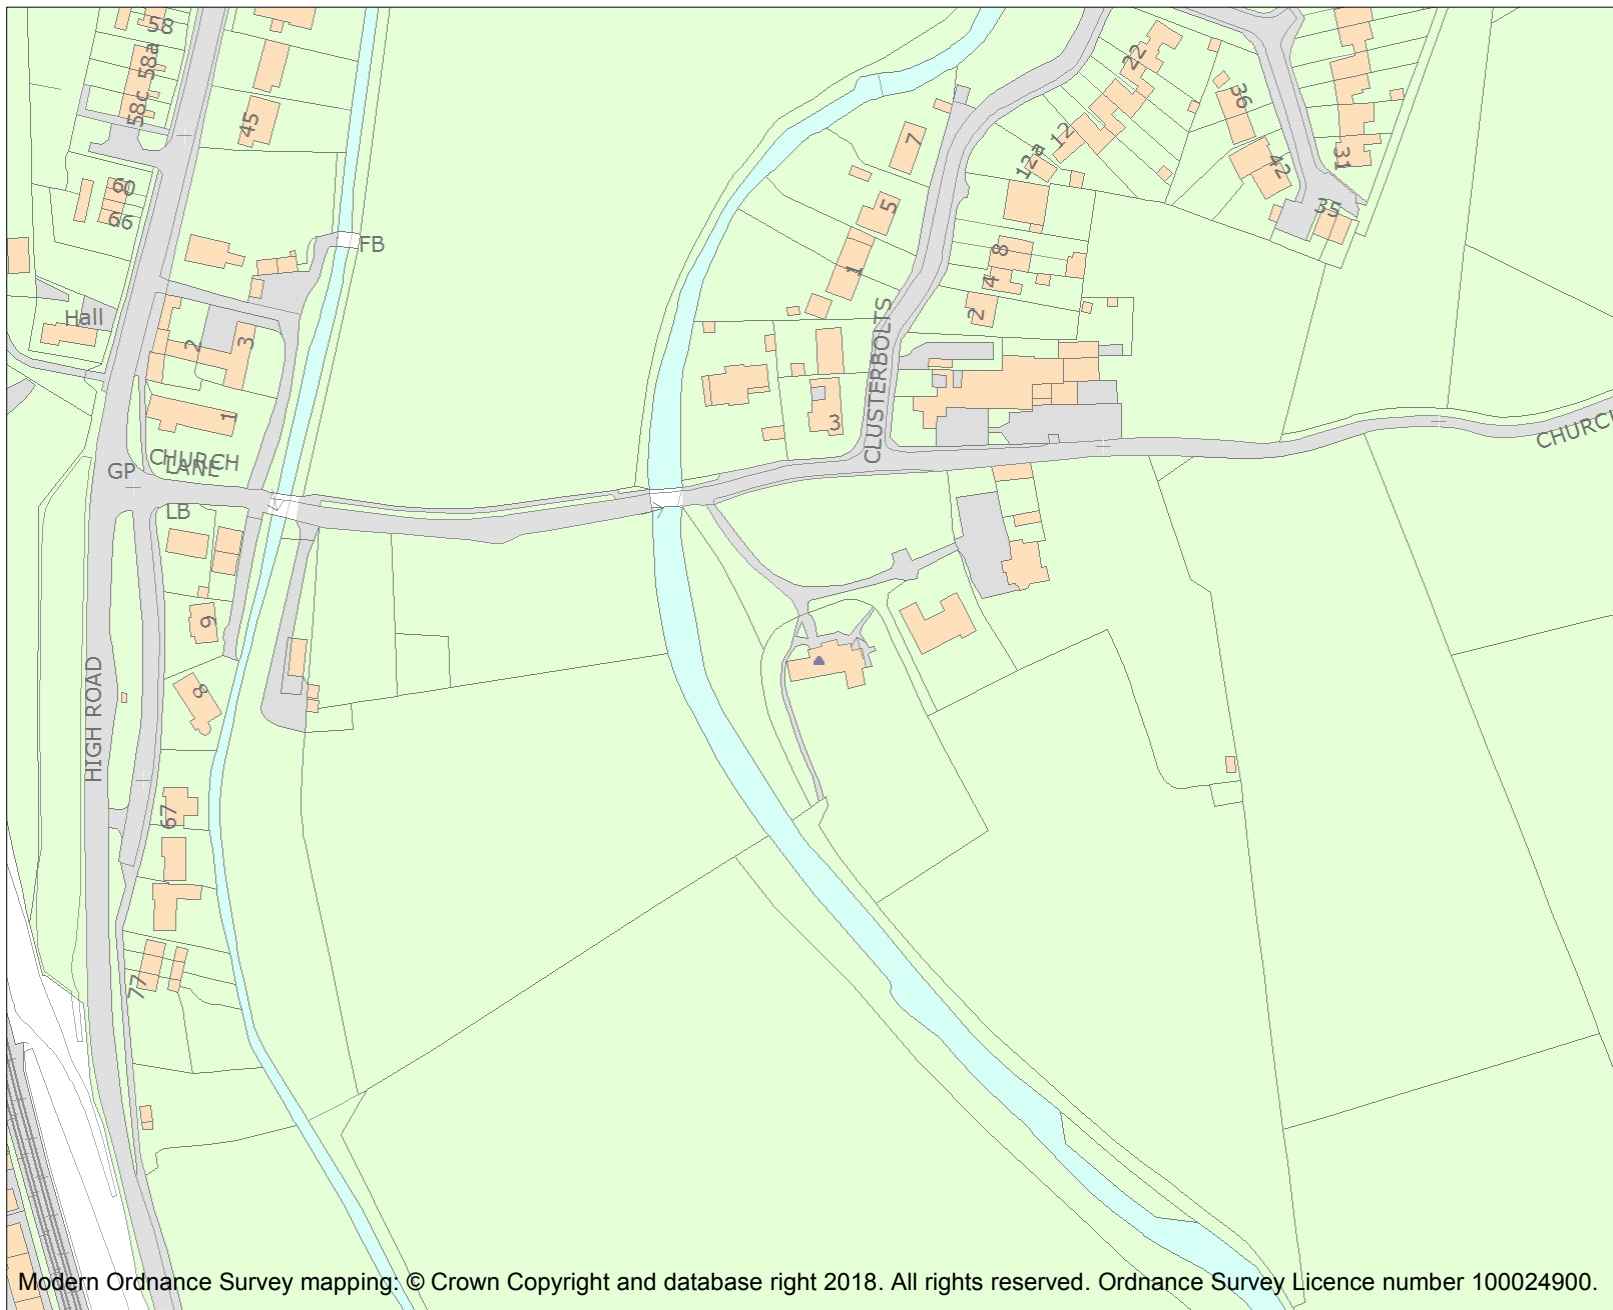 58
58a
58c
45
60
66
FB
Hall
2
3
1
GP
CHURCH
LANE
LB
9
8
HIGH ROAD
67
77
7
5
1
3
CLUSTERBOLTS
22
12
12a
8
4
2
36
42
31
35
CHURCH
Modern Ordnance Survey mapping: © Crown Copyright and database right 2018. All rights reserved. Ordnance Survey Licence number 100024900.